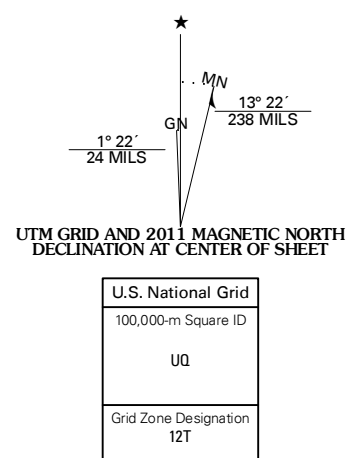 ★
MN
GN
13° 22´
238 MILS
1° 22´
24 MILS
UTM GRID AND 2011 MAGNETIC NORTH
DECLINATION AT CENTER OF SHEET
U.S. National Grid
100,000-m Square ID
UQ
Grid Zone Designation
12T